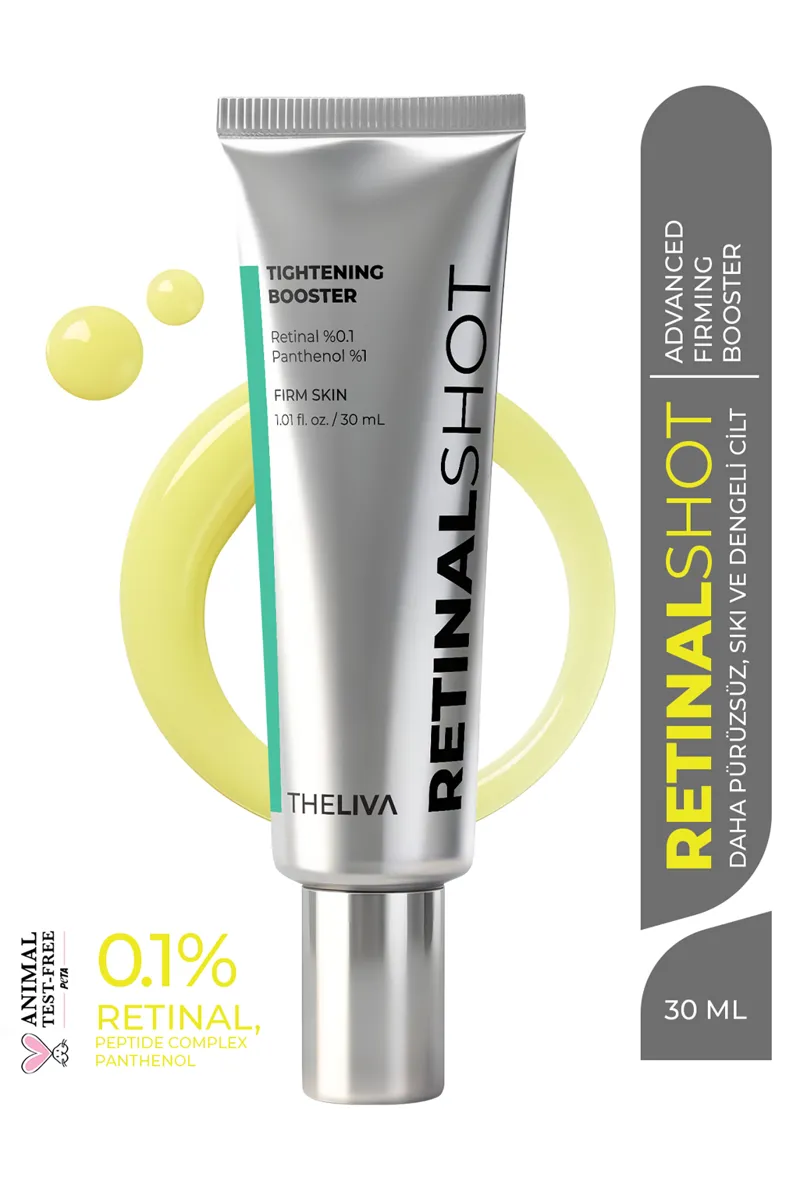 TIGHTENING
BOOSTER
Retinal %0.1
Panthenol %1
FIRM SKIN
1.01 fl. oz. / 30 mL
RETINALSHOT
THELIVA
ADVANCED
FIRMING
BOOSTER
RETINALSHOT
DAHA PÜRÜZSÜZ, SIKI VE DENGELİ CİLT
30 ML
ANIMAL
TEST-FREE
PETA
0.1%
RETINAL,
PEPTIDE COMPLEX
PANTHENOL